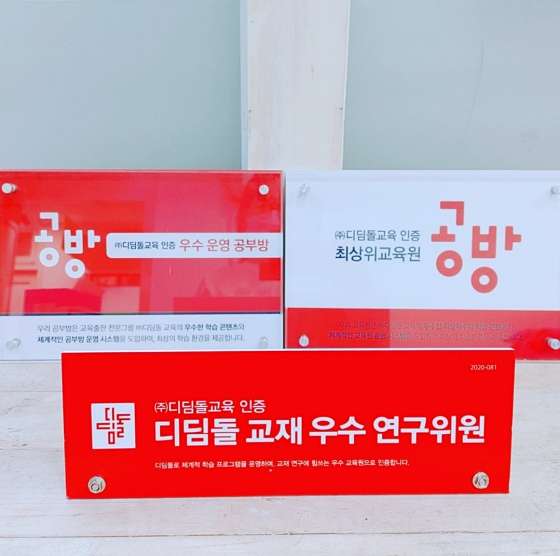 공방
㈜디딤돌교육 인증 우수 운영 공부방
우리 공부방은 교육출판 전문그룹 ㈜디딤돌 교육의 우수한 학습 콘텐츠와
체계적인 공부방 운영 시스템을 도입하여, 최상의 학습 환경을 제공합니다.
㈜디딤돌교육 인증
최상위교육원
공방
2020-081
디딤돌
㈜디딤돌교육 인증
디딤돌 교재 우수 연구위원
디딤돌로 체계적 학습 프로그램을 운영하며, 교재 연구에 힘쓰는 우수 교육원으로 인증합니다.